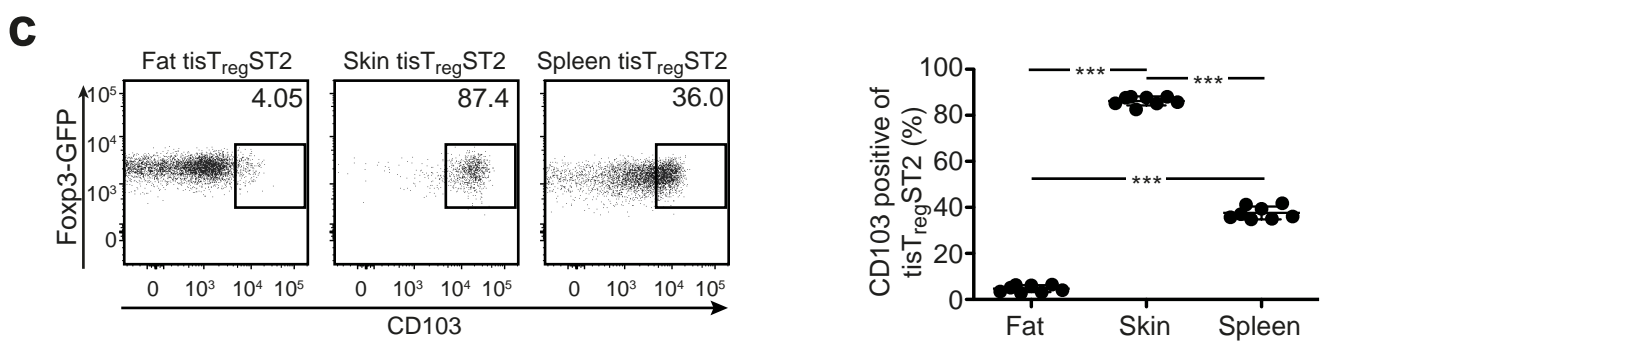 c
Fat tisTregST2
Skin tisTregST2
Spleen tisTregST2
4.05
87.4
36.0
Foxp3-GFP
10⁵
10⁴
10³
0
0 10³ 10⁴ 10⁵
0 10³ 10⁴ 10⁵
0 10³ 10⁴ 10⁵
CD103
CD103 positive of
tisTregST2 (%)
100
80
60
40
20
0
***
***
***
Fat
Skin
Spleen